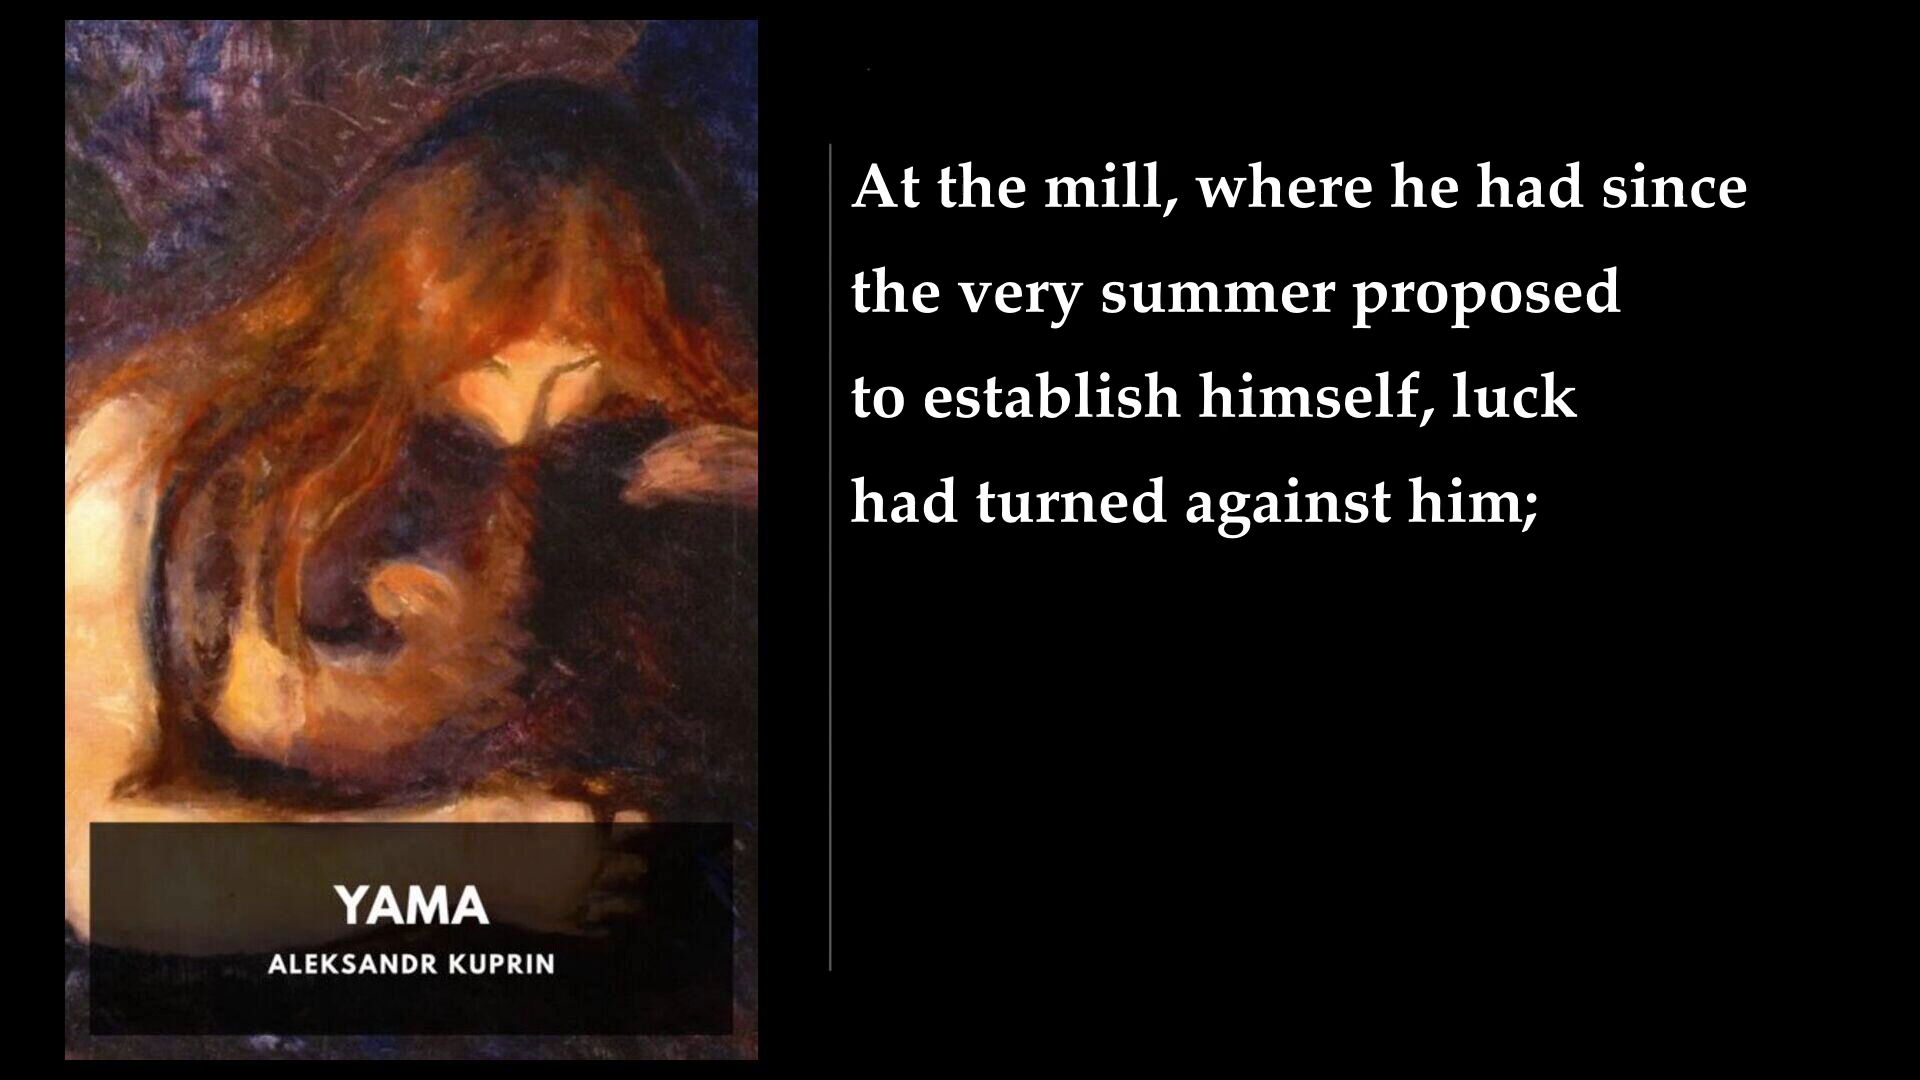 YAMA
ALEKSANDR KUPRIN
At the mill, where he had since
the very summer proposed
to establish himself, luck
had turned against him;